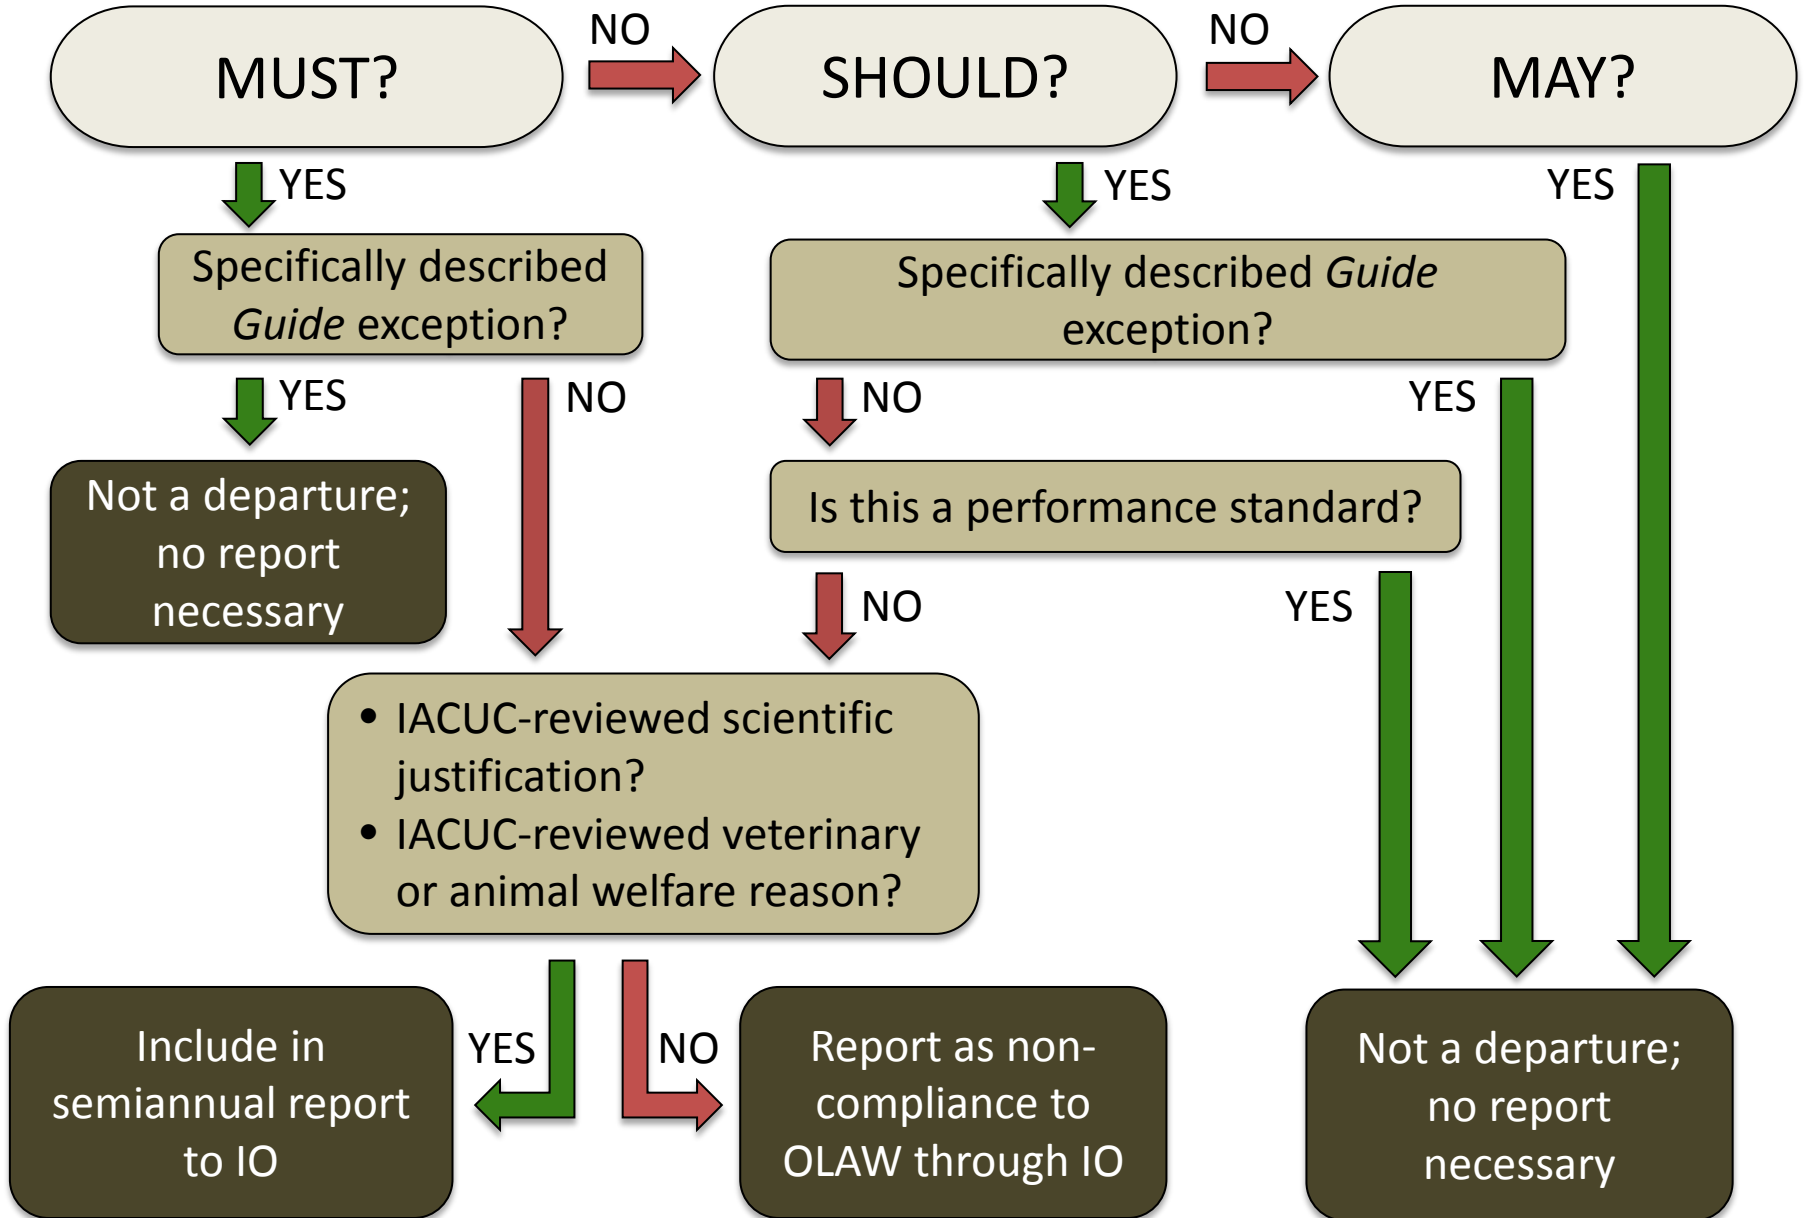 MUST?
NO
SHOULD?
NO
MAY?
YES
YES
YES
Specifically described
Guide exception?
Specifically described Guide
exception?
YES
NO
NO
YES
Not a departure;
no report
necessary
Is this a performance standard?
NO
YES
• IACUC-reviewed scientific
justification?
• IACUC-reviewed veterinary
or animal welfare reason?
Include in
semiannual report
to IO
YES
NO
Report as non-
compliance to
OLAW through IO
Not a departure;
no report
necessary